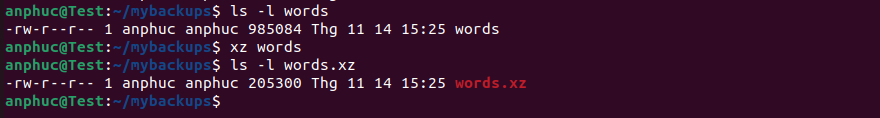 anphuc@Test:~/mybackups$ ls -l words
-rw-r--r-- 1 anphuc anphuc 985084 Thg 11 14 15:25 words
anphuc@Test:~/mybackups$ xz words
anphuc@Test:~/mybackups$ ls -l words.xz
-rw-r--r-- 1 anphuc anphuc 205300 Thg 11 14 15:25 words.xz
anphuc@Test:~/mybackups$